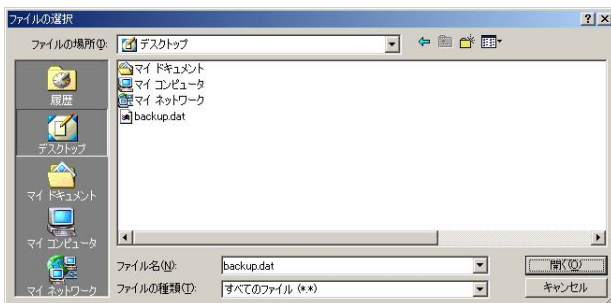 ファイルの選択
ファイルの場所(I):
デスクトップ
履歴
デスクトップ
マイ ドキュメント
マイ コンピュータ
マイ ネットワーク
マイ ドキュメント
マイ コンピュータ
マイ ネットワーク
backup.dat
ファイル名(N):
backup.dat
開く(O)
ファイルの種類(T):
すべてのファイル (*.*)
キャンセル